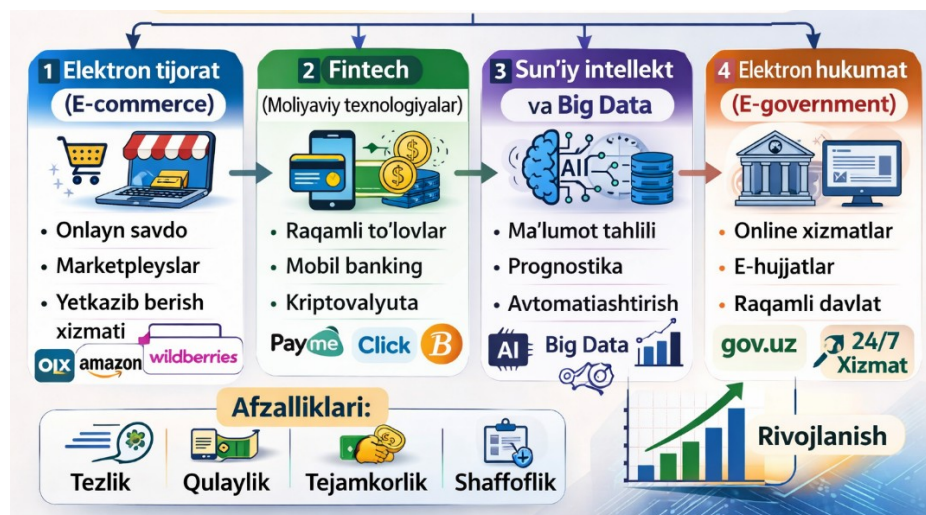 1 Elektron tijorat
(E-commerce)
• Onlayn savdo
• Marketpleyslar
• Yetkazib berish
xizmati
OLX amazon wildberries
2 Fintech
(Moliyaviy texnologiyalar)
• Raqamli to'lovlar
• Mobil banking
• Kriptovalyuta
Payme Click B
3 Sun'iy intellekt
va Big Data
AII
• Ma'lumot tahlili
• Prognostika
• Avtomatiashtirish
AI Big Data
4 Elektron hukumat
(E-government)
• Online xizmatlar
• E-hujjatlar
• Raqamli davlat
gov.uz 24/7
Xizmat
Afzalliklari:
Tezlik Qulaylik Tejamkorlik Shaffoflik
Rivojlanish